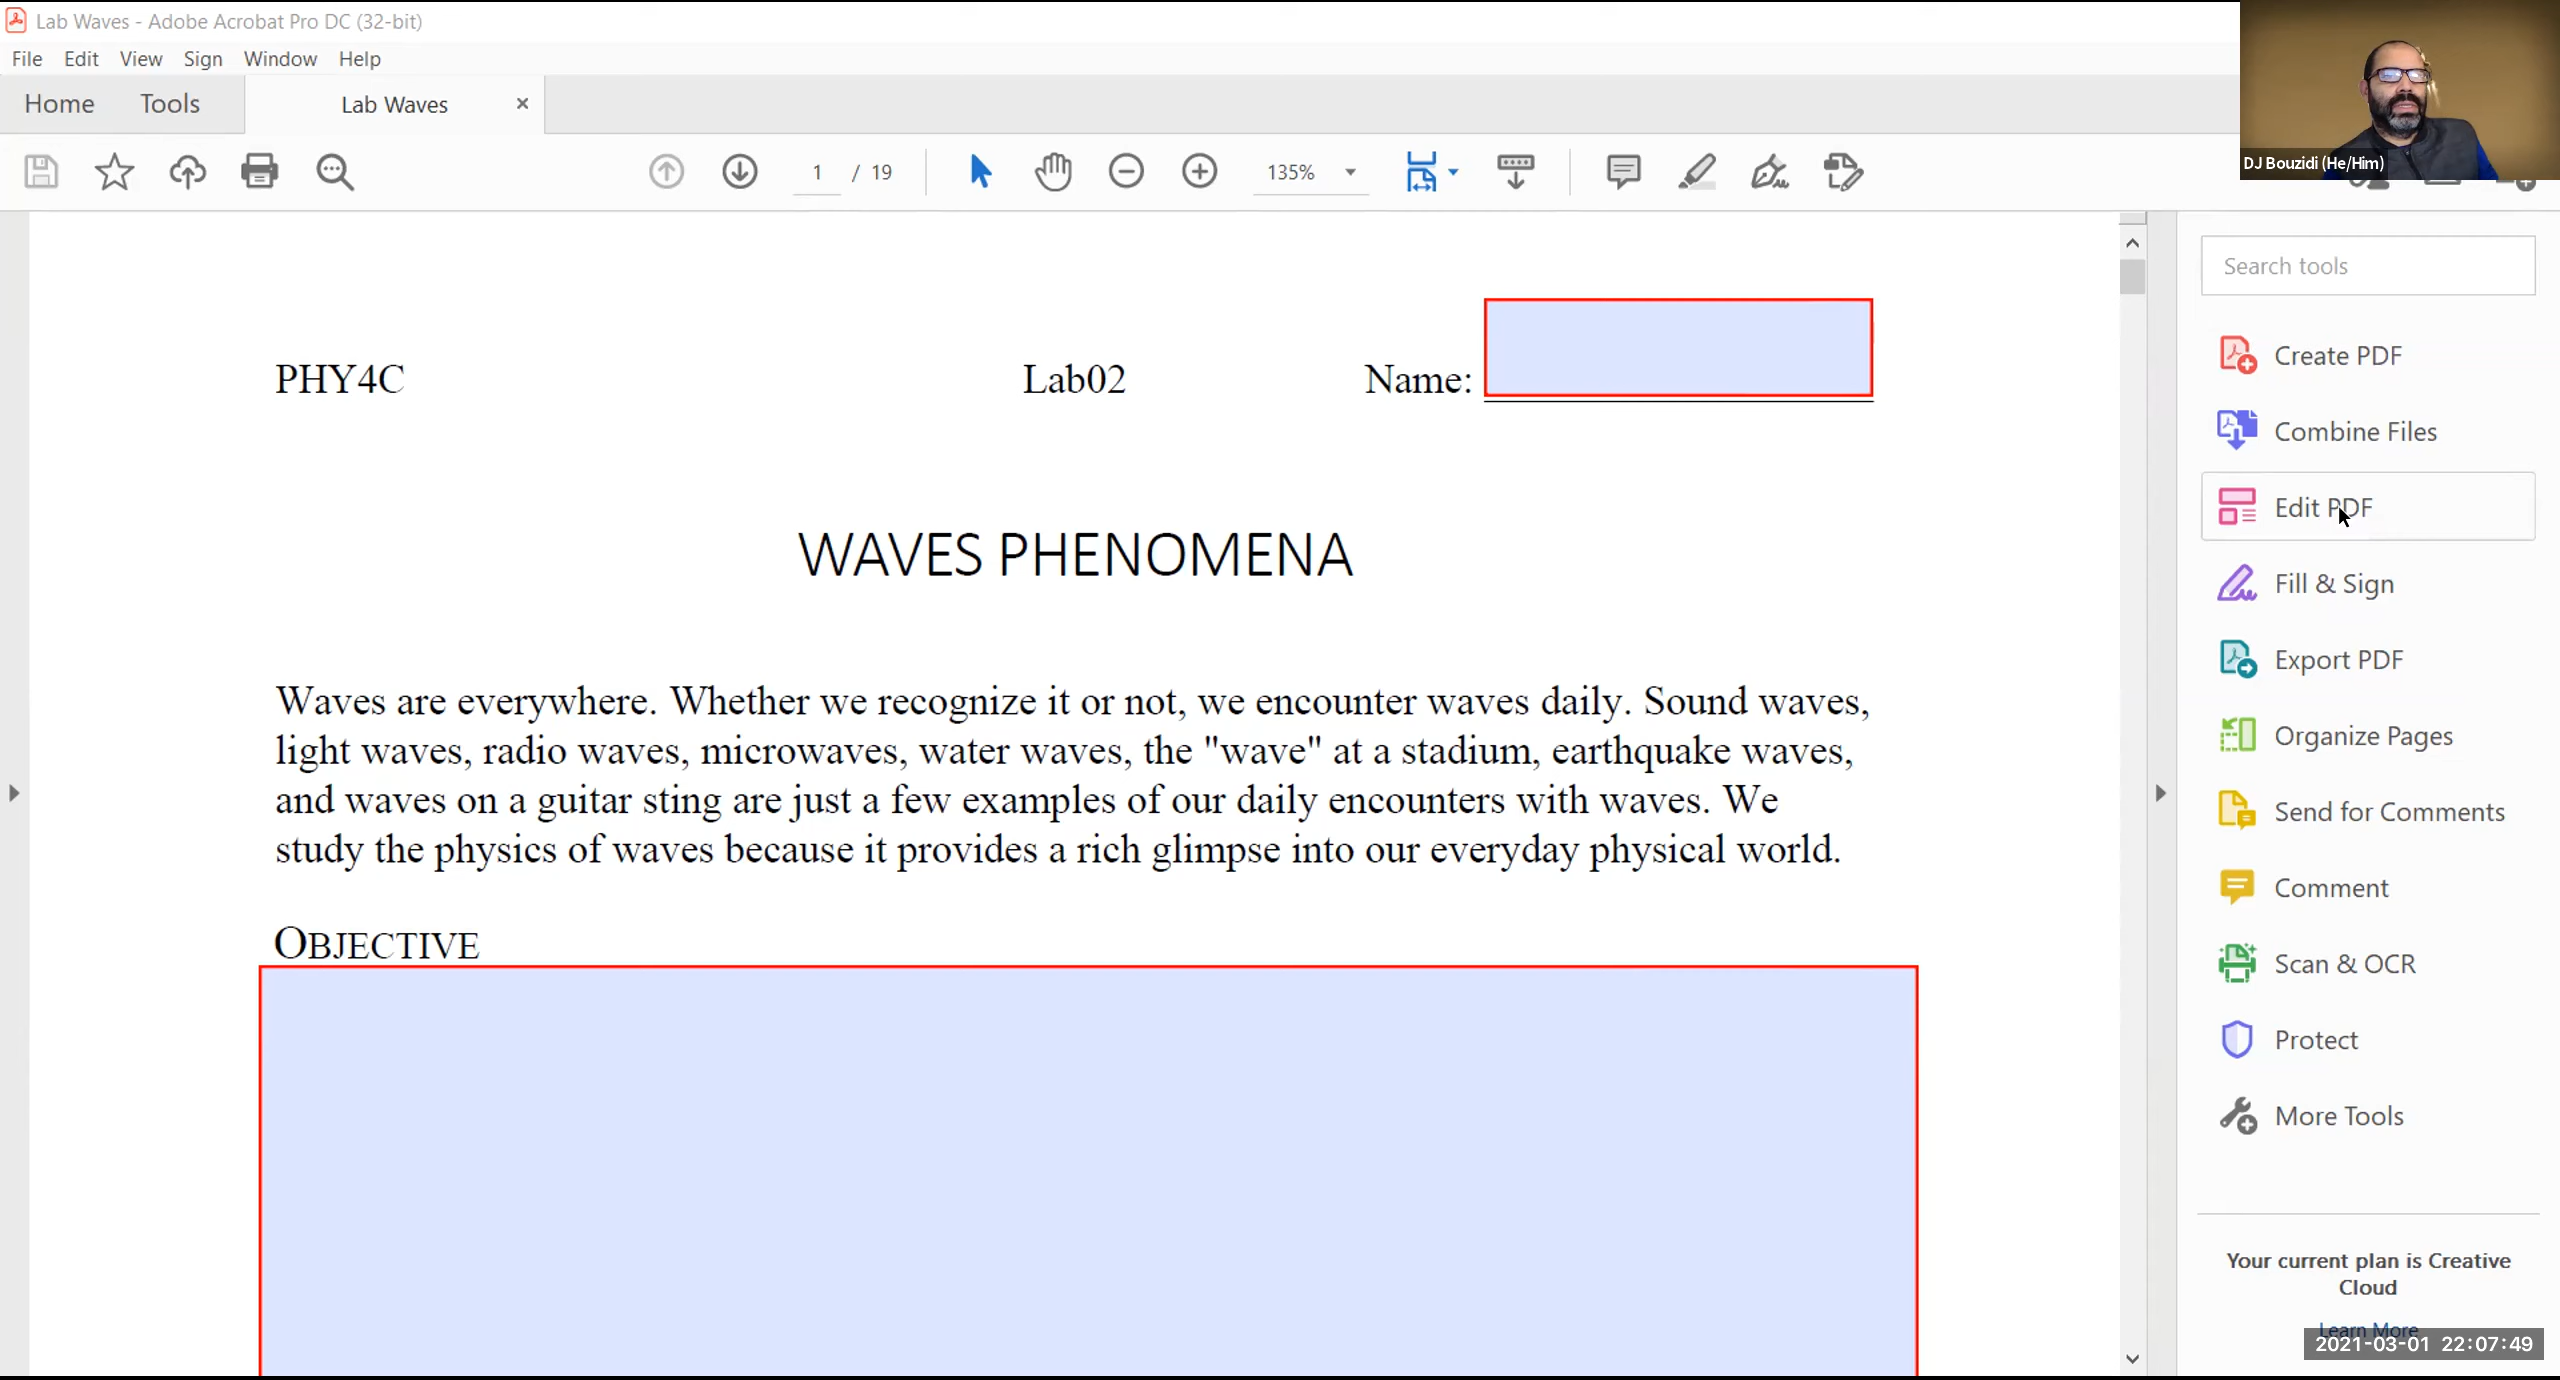 Lab Waves - Adobe Acrobat Pro DC (32-bit)
File Edit View Sign Window Help
Home Tools Lab Waves ×
1 / 19 135%
DJ Bouzidi (He/Him)
Search tools
PHY4C Lab02 Name:
WAVES PHENOMENA
Waves are everywhere. Whether we recognize it or not, we encounter waves daily. Sound waves,
light waves, radio waves, microwaves, water waves, the "wave" at a stadium, earthquake waves,
and waves on a guitar sting are just a few examples of our daily encounters with waves. We
study the physics of waves because it provides a rich glimpse into our everyday physical world.
OBJECTIVE
Create PDF
Combine Files
Edit PDF
Fill & Sign
Export PDF
Organize Pages
Send for Comments
Comment
Scan & OCR
Protect
More Tools
Your current plan is Creative
Cloud
Learn More
2021-03-01 22:07:49